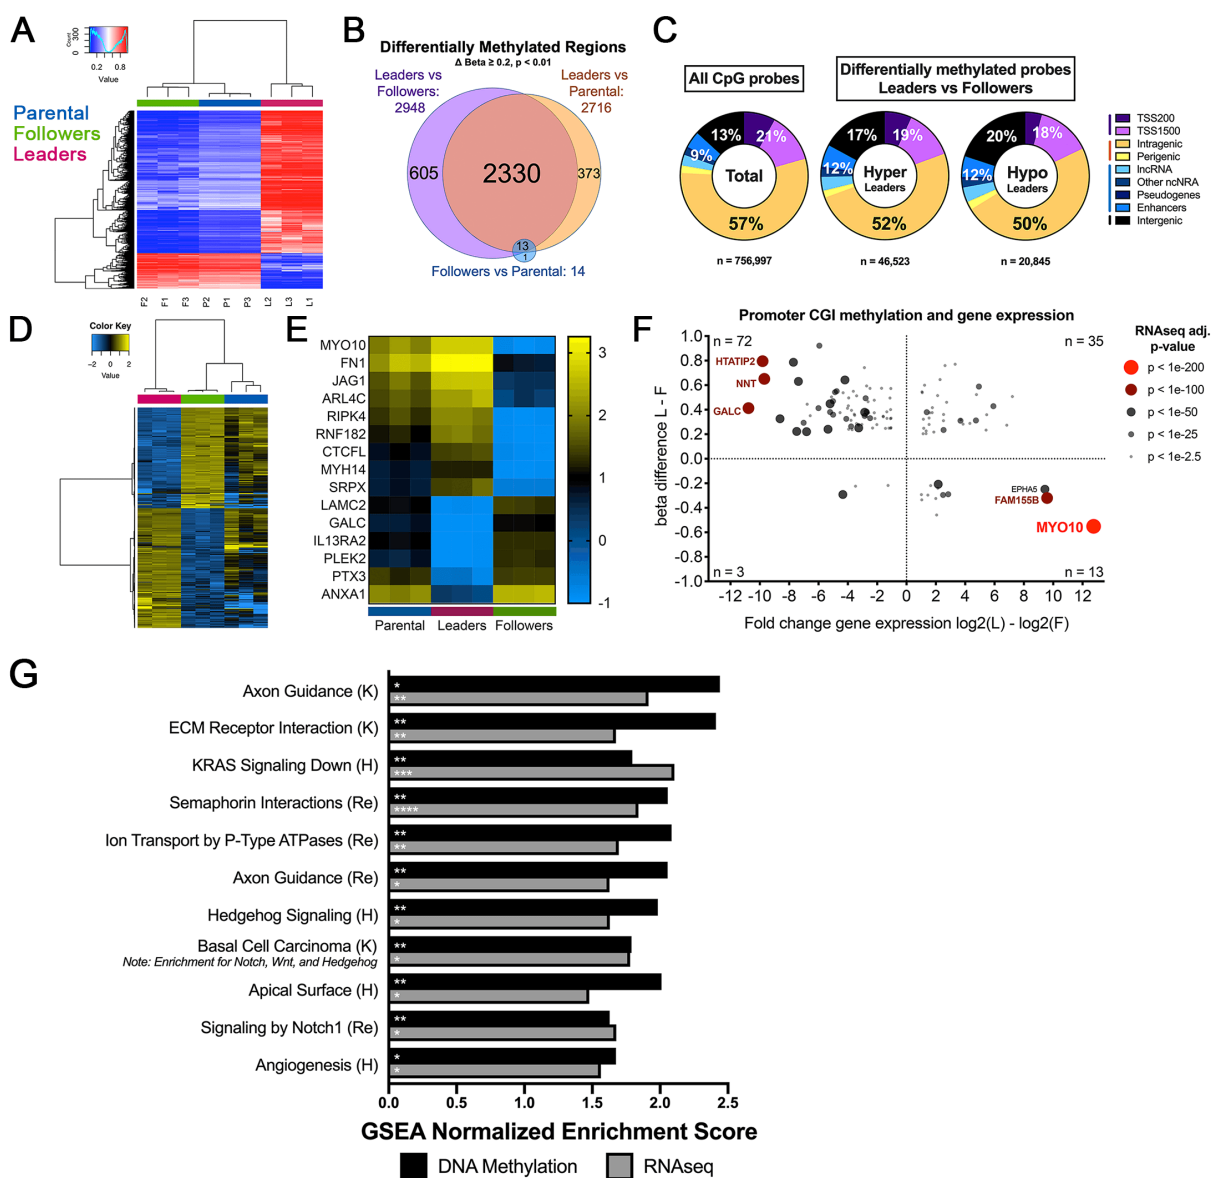 A
300
0
Count
0.2 0.8
Value
Parental
Followers
Leaders
F2 F1 F3 P2 P1 P3 L2 L3 L1
B
Differentially Methylated Regions
Δ Beta ≥ 0.2, p < 0.01
Leaders vs
Followers:
2948
Leaders vs
Parental:
2716
605
2330
373
13
1
Followers vs Parental: 14
C
All CpG probes
Differentially methylated probes
Leaders vs Followers
13%
21%
9%
Total
57%
n = 756,997
17%
19%
12%
Hyper
Leaders
52%
n = 46,523
20%
18%
12%
Hypo
Leaders
50%
n = 20,845
TSS200
TSS1500
Intragenic
Perigenic
lncRNA
Other ncNRA
Pseudogenes
Enhancers
Intergenic
D
Color Key
-2 0 2
Value
E
MYO10
FN1
JAG1
ARL4C
RIPK4
RNF182
CTCFL
MYH14
SRPX
LAMC2
GALC
IL13RA2
PLEK2
PTX3
ANXA1
3
2
1
0
-1
Parental Leaders Followers
F
Promoter CGI methylation and gene expression
n = 72
n = 35
n = 3
n = 13
1.0
0.8
0.6
0.4
0.2
0.0
-0.2
-0.4
-0.6
-0.8
-1.0
beta difference L - F
HTATIP2
NNT
GALC
EPHA5
FAM155B
MYO10
-12 -10 -8 -6 -4 -2 0 2 4 6 8 10 12
Fold change gene expression log2(L) - log2(F)
RNAseq adj.
p-value
p < 1e-200
p < 1e-100
p < 1e-50
p < 1e-25
p < 1e-2.5
G
Axon Guidance (K)
*
**
ECM Receptor Interaction (K)
**
**
KRAS Signaling Down (H)
**
***
Semaphorin Interactions (Re)
**
****
Ion Transport by P-Type ATPases (Re)
**
**
Axon Guidance (Re)
**
*
Hedgehog Signaling (H)
**
*
Basal Cell Carcinoma (K)
Note: Enrichment for Notch, Wnt, and Hedgehog
**
*
Apical Surface (H)
**
*
Signaling by Notch1 (Re)
**
*
Angiogenesis (H)
*
*
0.0 0.5 1.0 1.5 2.0 2.5
GSEA Normalized Enrichment Score
DNA Methylation RNAseq